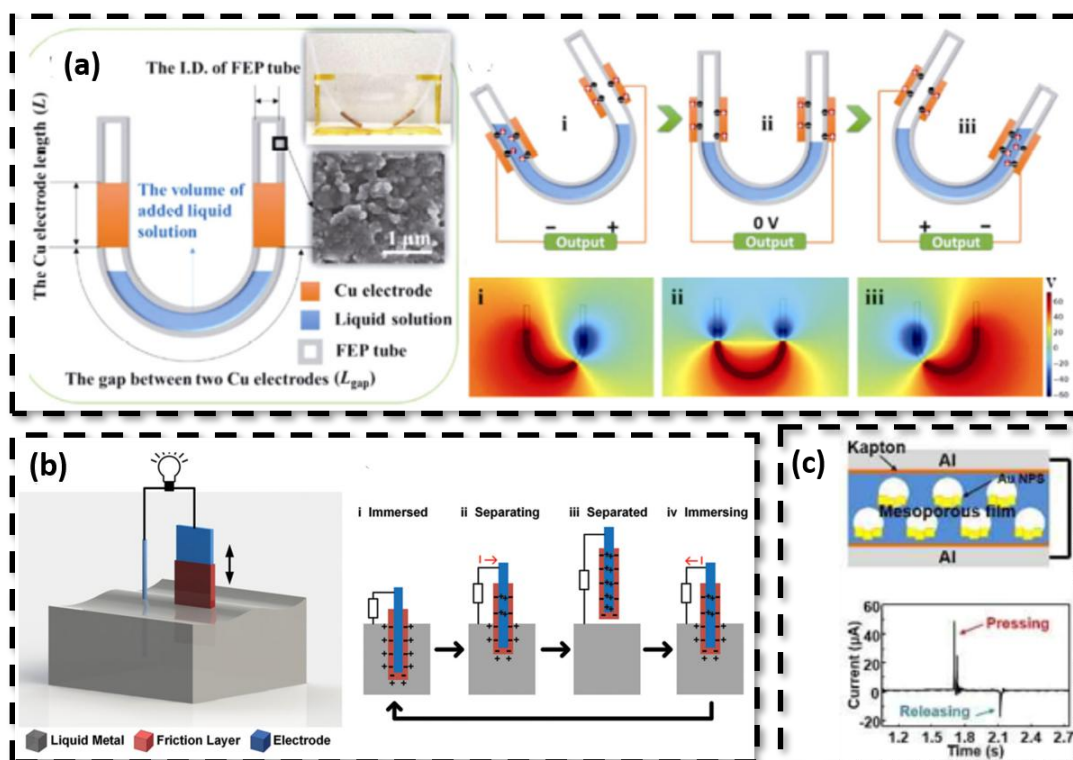 (a)
The I.D. of FEP tube
The Cu electrode length (L)
The volume of
added liquid
solution
1 μm
Cu electrode
Liquid solution
FEP tube
The gap between two Cu electrodes (Lgap)
i
ii
iii
− +
Output
0 V
Output
+ −
Output
i
ii
iii
V
60
40
20
0
−20
−40
−60
(b)
i Immersed
ii Separating
iii Separated
iv Immersing
I
I
Liquid Metal
Friction Layer
Electrode
(c)
Kapton
Al
Au NPS
Mesoporous film
Al
Current (μA)
60
40
20
0
-20
Pressing
Releasing
1.2 1.5 1.8 2.1 2.4 2.7
Time (s)